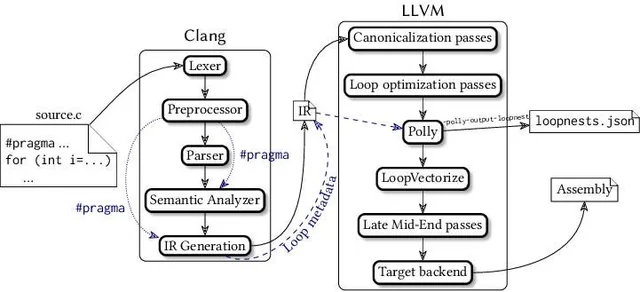 LLVM
Clang
source.c
#pragma ...
for (int i=...)
...
Lexer
Preprocessor
Parser
#pragma
Semantic Analyzer
#pragma
IR Generation
IR
Loop metadata
Canonicalization passes
Loop optimization passes
Polly
-polly-output-loopnest
loopnests.json
LoopVectorize
Assembly
Late Mid-End passes
Target backend